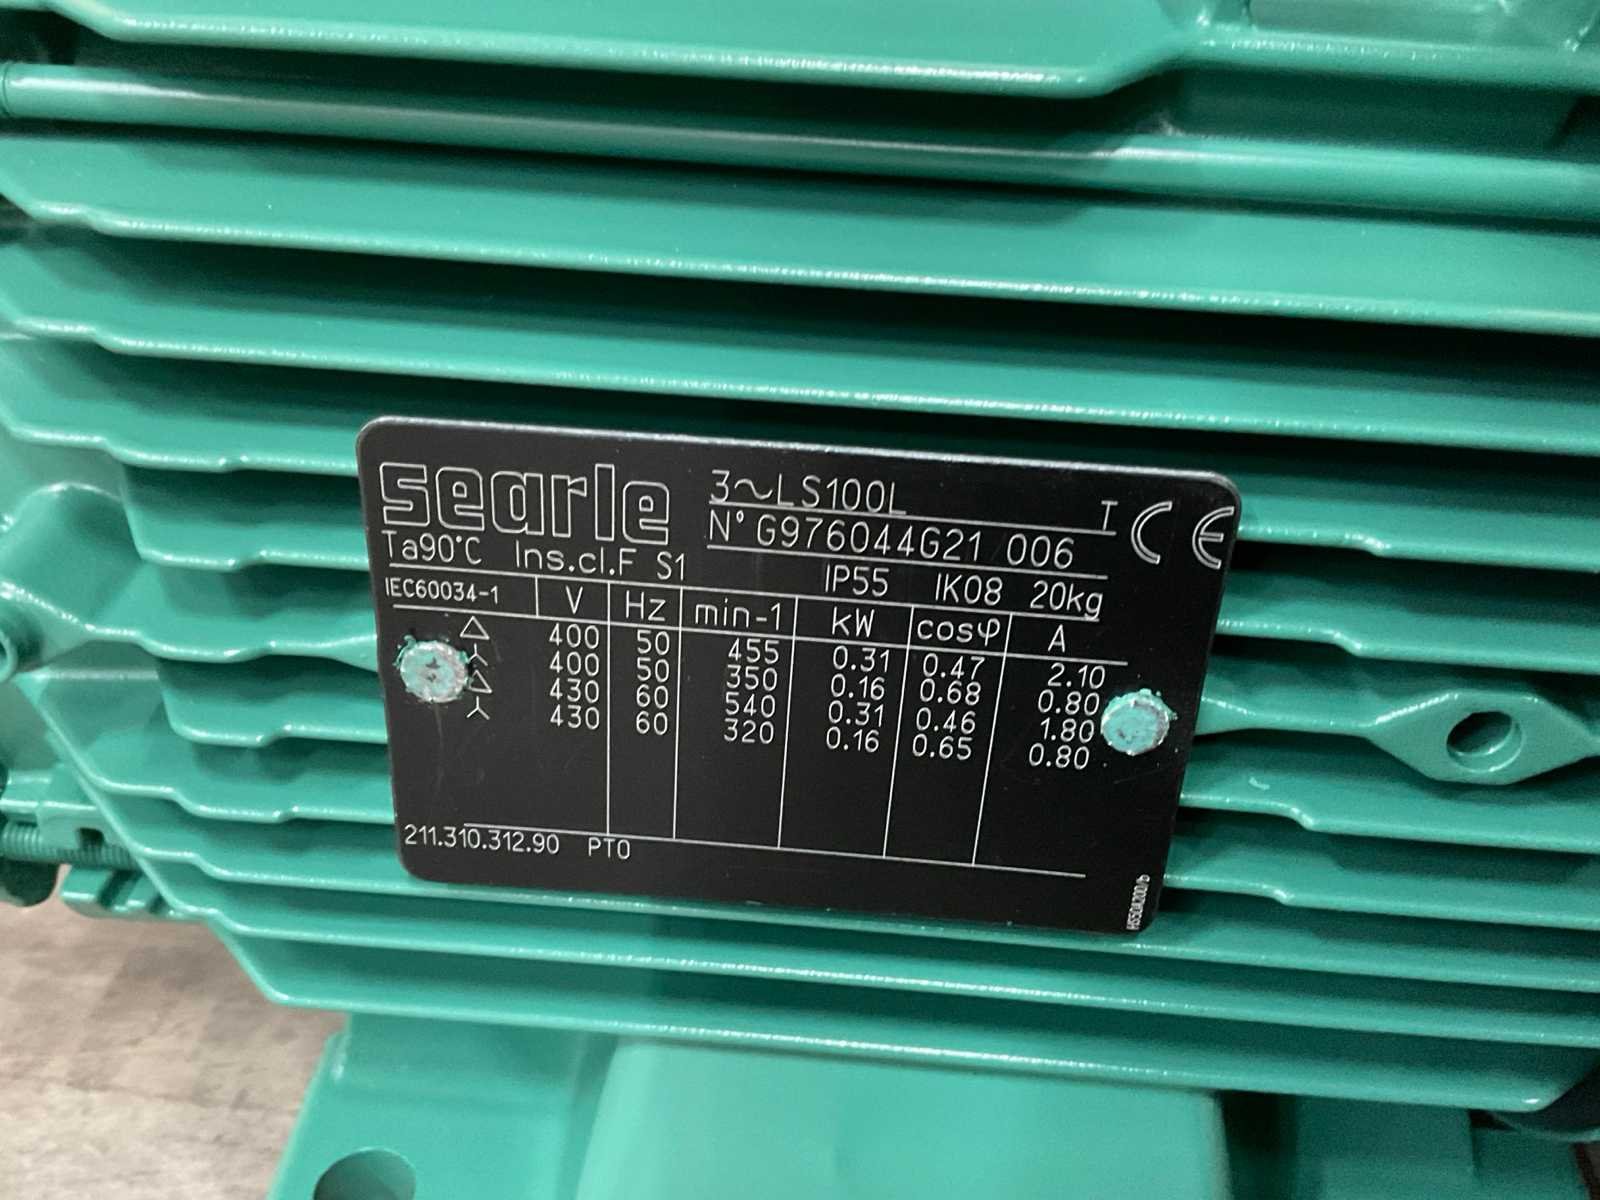 searle
3~LS100L
T CE
N° G976044G21 006
Ta90°C Ins.cl.F S1
IP55 IK08 20kg
IEC60034-1 V Hz min-1 kW cosφ A
△ 400 50 455 0.31 0.47 2.10
⅄ 400 50 350 0.16 0.68 0.80
△ 430 60 540 0.31 0.46 1.80
⅄ 430 60 320 0.16 0.65 0.80
211.310.312.90 PTO